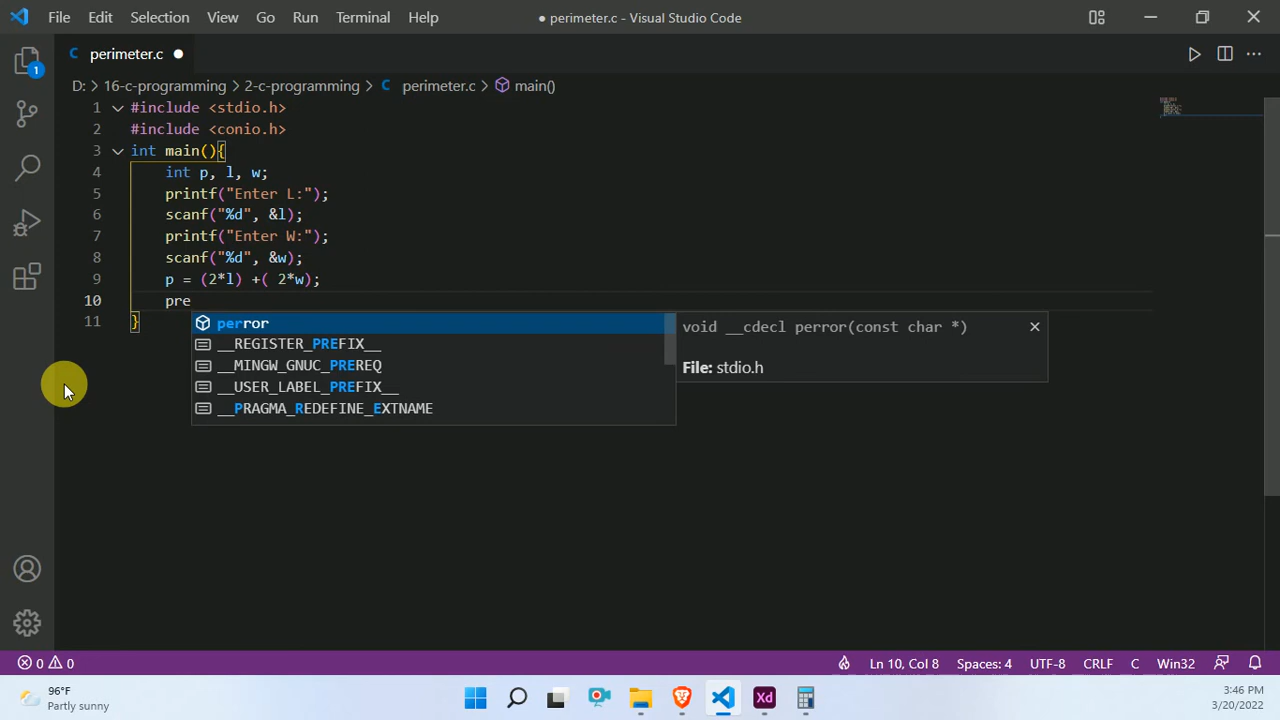 File Edit Selection View Go Run Terminal Help ● perimeter.c - Visual Studio Code
C perimeter.c ●
D: > 16-c-programming > 2-c-programming > C perimeter.c > main()
1 #include <stdio.h>
2 #include <conio.h>
3 int main(){
4 int p, l, w;
5 printf("Enter L:");
6 scanf("%d", &l);
7 printf("Enter W:");
8 scanf("%d", &w);
9 p = (2*l) +( 2*w);
10 pre
11 }
perror
__REGISTER_PREFIX__
__MINGW_GNUC_PREREQ
__USER_LABEL_PREFIX__
__PRAGMA_REDEFINE_EXTNAME
void __cdecl perror(const char *)
File: stdio.h
1
0 0 Ln 10, Col 8 Spaces: 4 UTF-8 CRLF C Win32
96°F
Partly sunny
Xd
3:46 PM
3/20/2022